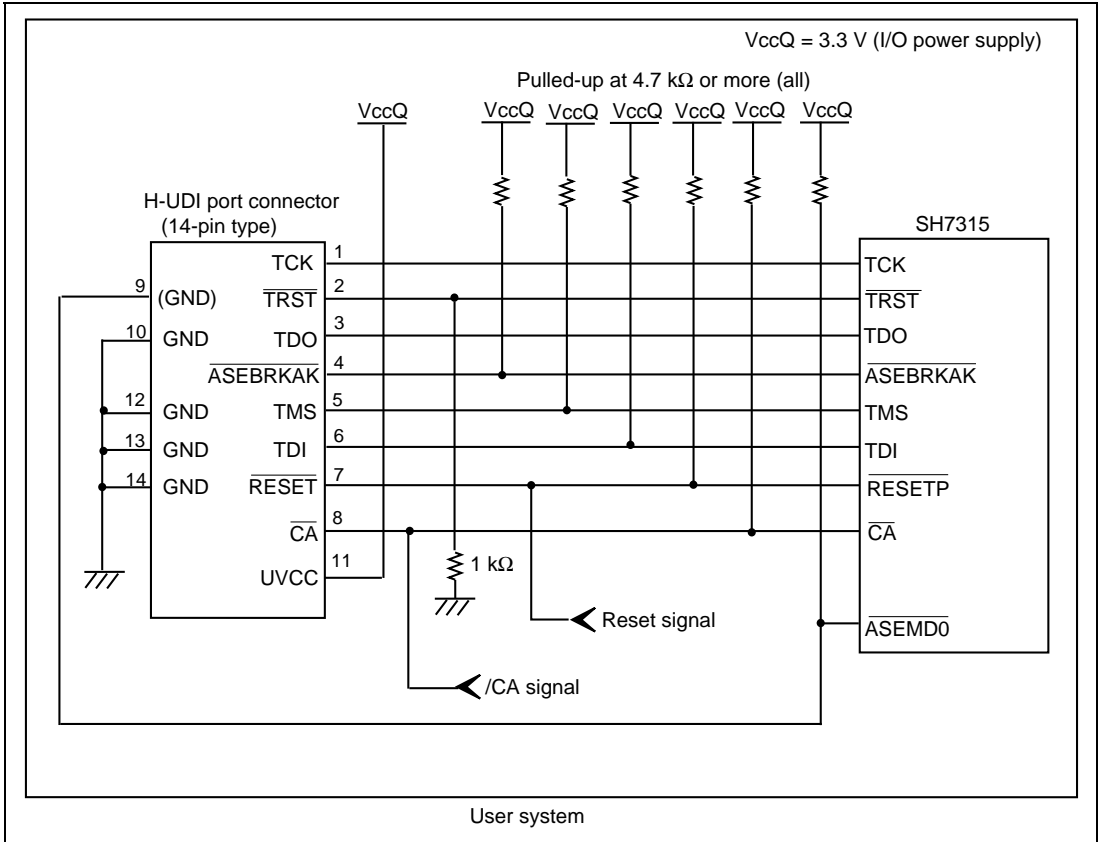 VccQ = 3.3 V (I/O power supply)
Pulled-up at 4.7 kΩ or more (all)
VccQ VccQ VccQ VccQ VccQ VccQ VccQ
H-UDI port connector
(14-pin type)
SH7315
TCK 1 TCK
9 (GND) TRST 2 TRST
10 GND TDO 3 TDO
ASEBRKAK 4 ASEBRKAK
12 GND TMS 5 TMS
13 GND TDI 6 TDI
14 GND RESET 7 RESETP
CA 8 CA
UVCC 11
1 kΩ
Reset signal
ASEMD0
/CA signal
User system